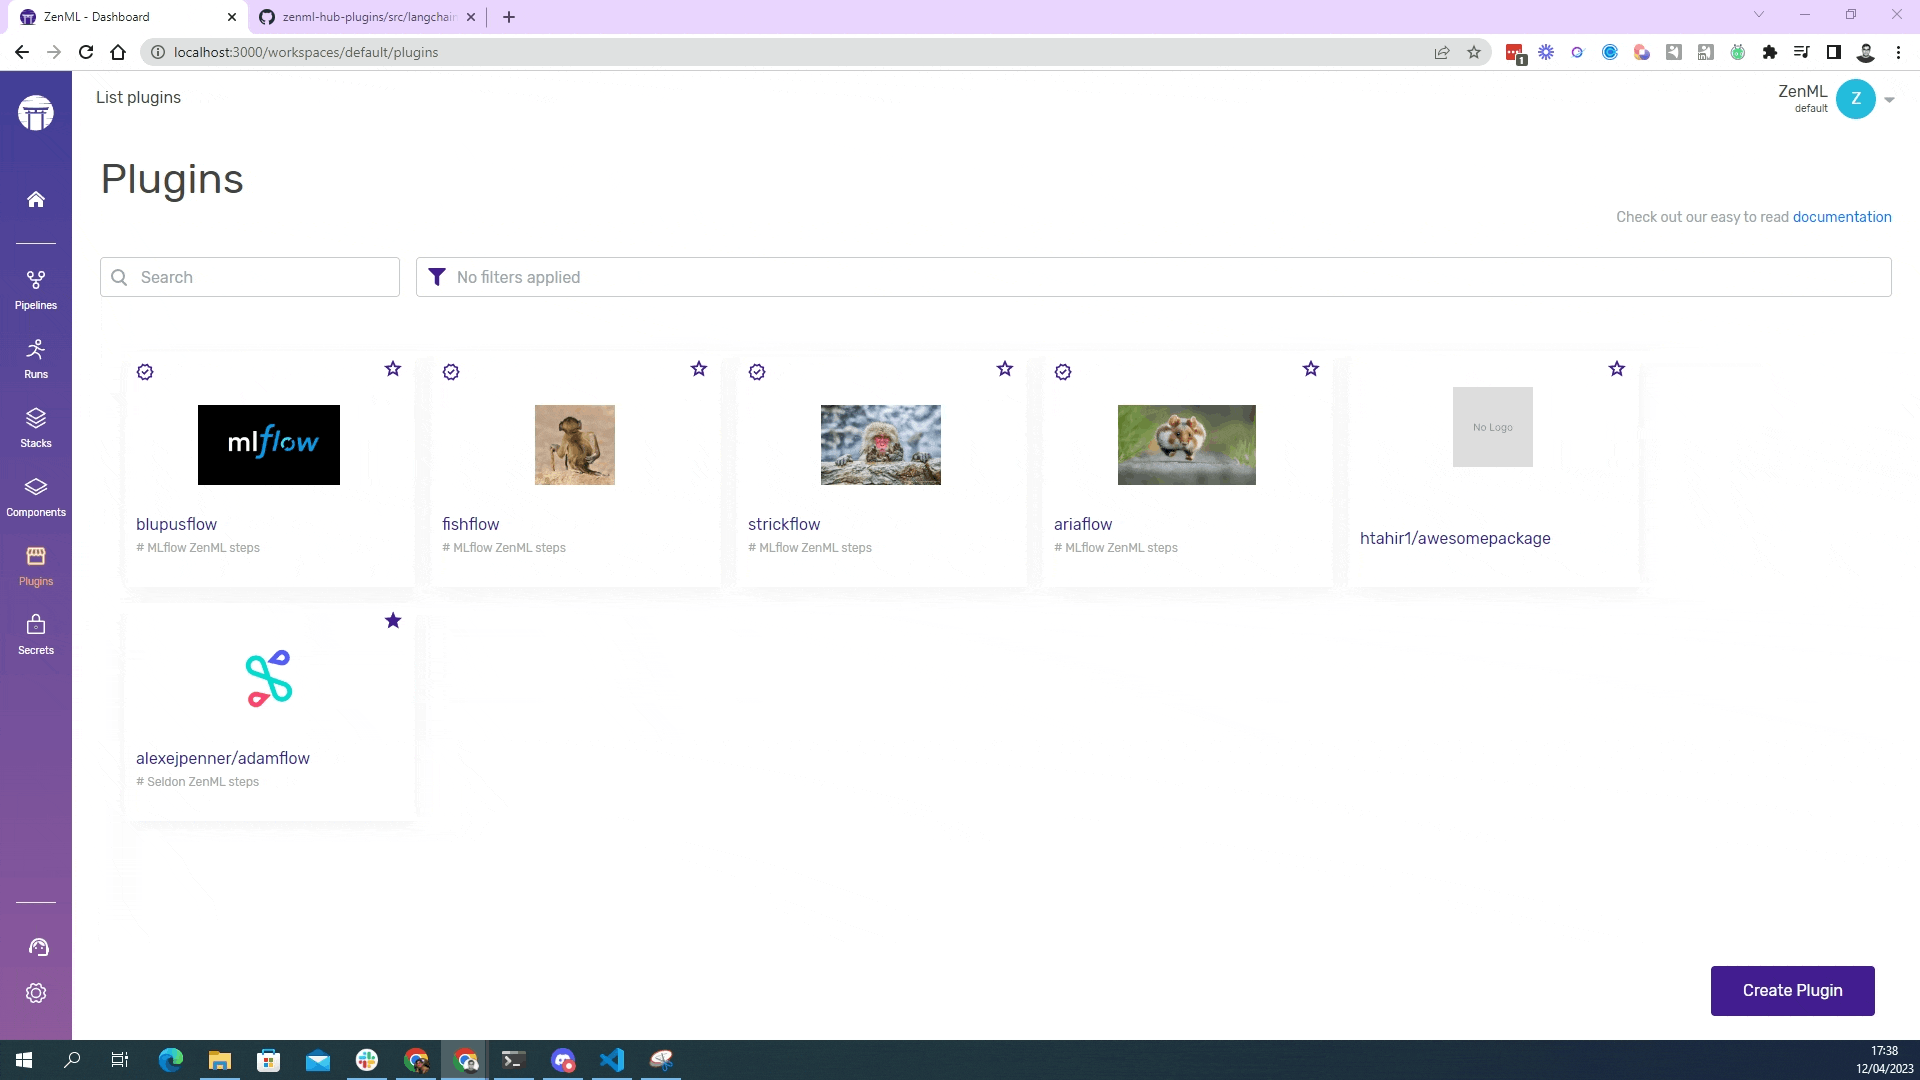 ZenML - Dashboard
zenml-hub-plugins/src/langchain
localhost:3000/workspaces/default/plugins
1
List plugins
ZenML
default
Z
Plugins
Check out our easy to read documentation
Search
No filters applied
Pipelines
Runs
Stacks
Components
Plugins
Secrets
mlflow
No Logo
blupusflow
# MLflow ZenML steps
fishflow
# MLflow ZenML steps
strickflow
# MLflow ZenML steps
ariaflow
# MLflow ZenML steps
htahir1/awesomepackage
alexejpenner/adamflow
# Seldon ZenML steps
Create Plugin
17:38
12/04/2023